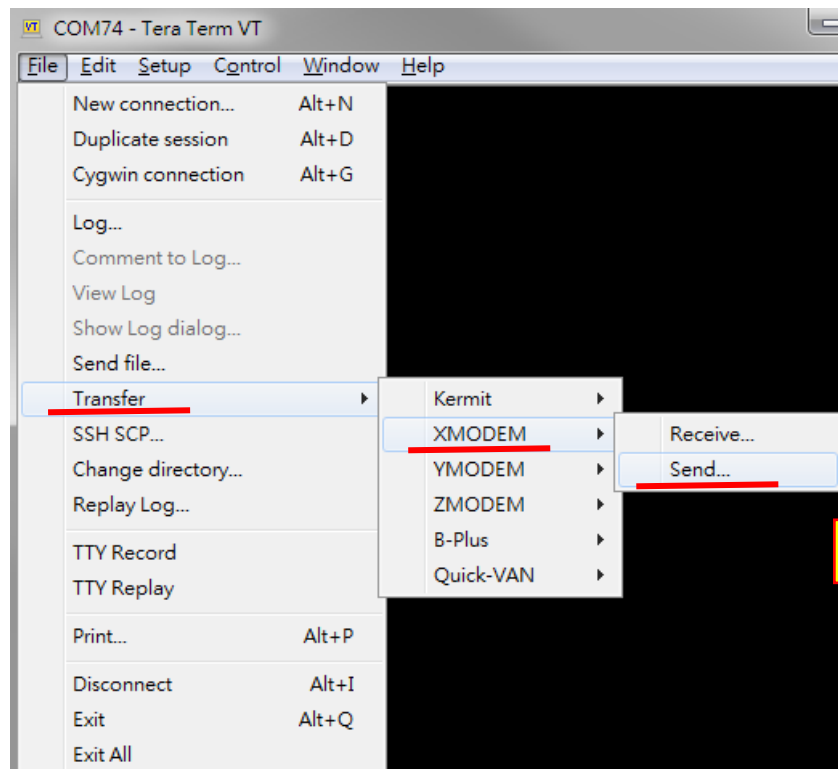 VT COM74 - Tera Term VT
File Edit Setup Control Window Help
New connection... Alt+N
Duplicate session Alt+D
Cygwin connection Alt+G
Log...
Comment to Log...
View Log
Show Log dialog...
Send file...
Transfer
SSH SCP...
Change directory...
Replay Log...
TTY Record
TTY Replay
Print... Alt+P
Disconnect Alt+I
Exit Alt+Q
Exit All
Kermit
XMODEM
YMODEM
ZMODEM
B-Plus
Quick-VAN
Receive...
Send...